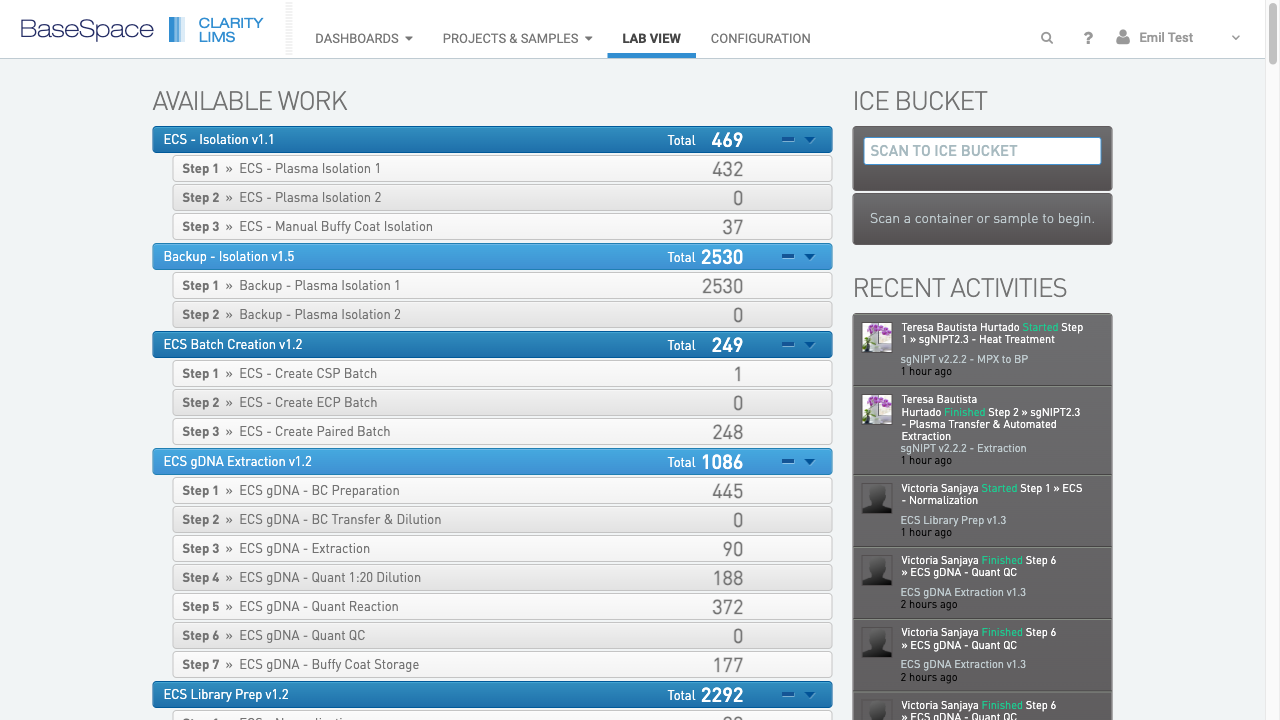 BaseSpace CLARITY LIMS
DASHBOARDS PROJECTS & SAMPLES LAB VIEW CONFIGURATION ? Emil Test
AVAILABLE WORK
ECS - Isolation v1.1 Total 469
Step 1 » ECS - Plasma Isolation 1 432
Step 2 » ECS - Plasma Isolation 2 0
Step 3 » ECS - Manual Buffy Coat Isolation 37
Backup - Isolation v1.5 Total 2530
Step 1 » Backup - Plasma Isolation 1 2530
Step 2 » Backup - Plasma Isolation 2 0
ECS Batch Creation v1.2 Total 249
Step 1 » ECS - Create CSP Batch 1
Step 2 » ECS - Create ECP Batch 0
Step 3 » ECS - Create Paired Batch 248
ECS gDNA Extraction v1.2 Total 1086
Step 1 » ECS gDNA - BC Preparation 445
Step 2 » ECS gDNA - BC Transfer & Dilution 0
Step 3 » ECS gDNA - Extraction 90
Step 4 » ECS gDNA - Quant 1:20 Dilution 188
Step 5 » ECS gDNA - Quant Reaction 372
Step 6 » ECS gDNA - Quant QC 0
Step 7 » ECS gDNA - Buffy Coat Storage 177
ECS Library Prep v1.2 Total 2292
ICE BUCKET
SCAN TO ICE BUCKET
Scan a container or sample to begin.
RECENT ACTIVITIES
Teresa Bautista Hurtado Started Step
1 » sgNIPT2.3 - Heat Treatment
sgNIPT v2.2.2 - MPX to BP
1 hour ago
Teresa Bautista
Hurtado Finished Step 2 » sgNIPT2.3
- Plasma Transfer & Automated
Extraction
sgNIPT v2.2.2 - Extraction
1 hour ago
Victoria Sanjaya Started Step 1 » ECS
- Normalization
ECS Library Prep v1.3
1 hour ago
Victoria Sanjaya Finished Step 6
» ECS gDNA - Quant QC
ECS gDNA Extraction v1.3
2 hours ago
Victoria Sanjaya Finished Step 6
» ECS gDNA - Quant QC
ECS gDNA Extraction v1.3
2 hours ago
Victoria Sanjaya Finished Step 6
» ECS gDNA - Quant QC